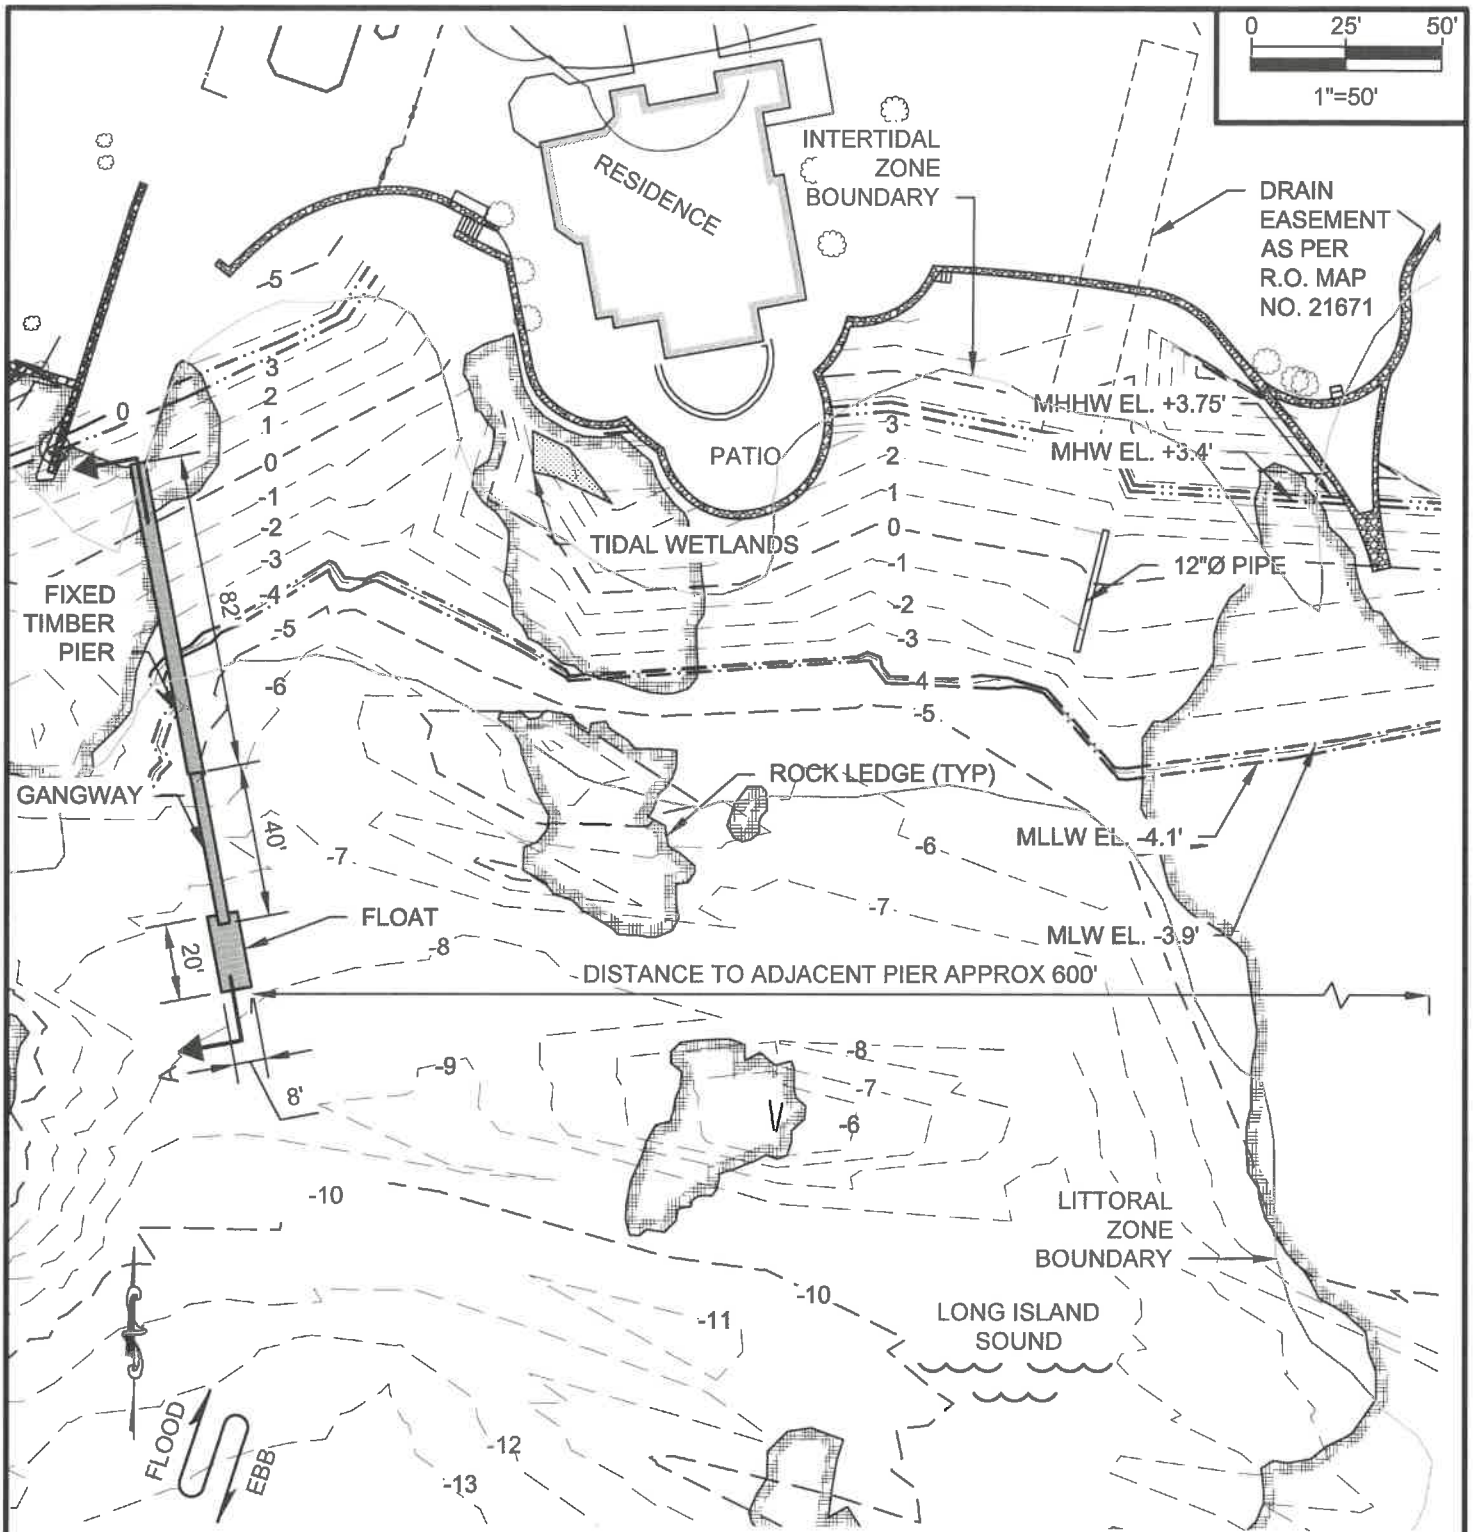 0 25' 50'
1"=50'
RESIDENCE
INTERTIDAL
ZONE
BOUNDARY
DRAIN
EASEMENT
AS PER
R.O. MAP
NO. 21671
-5
3
2
1
0
-1
-2
-3
-4
-5
-6
0
MHHW EL. +3.75'
MHW EL. +3.4'
3
2
1
0
-1
-2
-3
-4
-5
PATIO
TIDAL WETLANDS
12"Ø PIPE
FIXED
TIMBER
PIER
82'
GANGWAY
40'
ROCK LEDGE (TYP)
MLLW EL. -4.1'
-6
-7
-7
FLOAT
MLW EL. -3.9'
20'
-8
DISTANCE TO ADJACENT PIER APPROX 600'
A
8'
-9
-8
-7
-6
-10
LITTORAL
ZONE
BOUNDARY
-10
-11
LONG ISLAND
SOUND
FLOOD
EBB
-12
-13